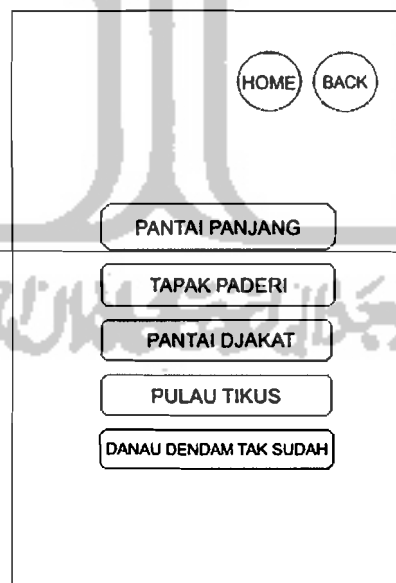 HOME BACK
PANTAI PANJANG
TAPAK PADERI
PANTAI DJAKAT
PULAU TIKUS
DANAU DENDAM TAK SUDAH